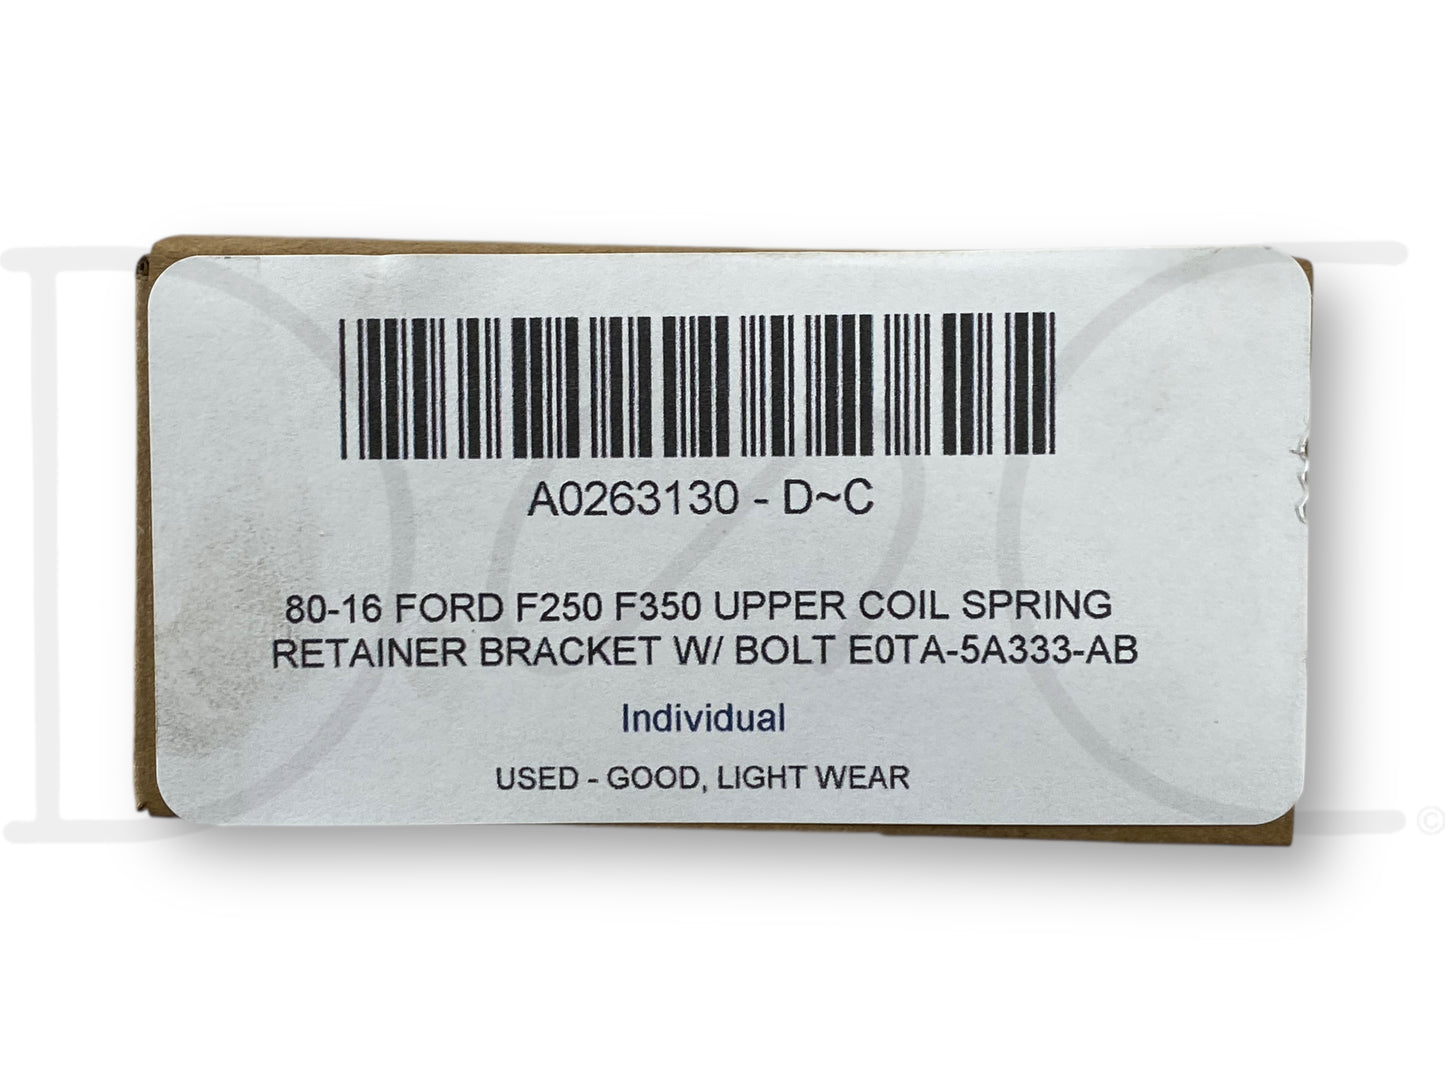 A0263130 - D~C
80-16 FORD F250 F350 UPPER COIL SPRING
RETAINER BRACKET W/ BOLT E0TA-5A333-AB
Individual
USED - GOOD, LIGHT WEAR
©